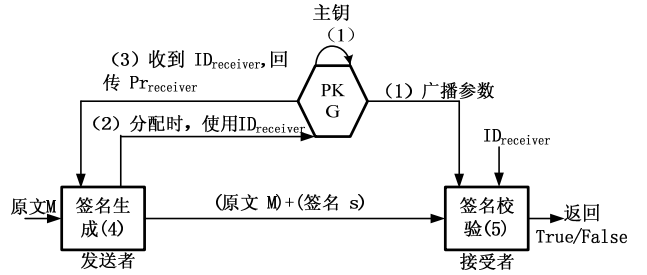 主钥
(1)
(3) 收到 IDreceiver,回
传 Prreceiver
PK
G
(1) 广播参数
(2) 分配时，使用IDreceiver
IDreceiver
原文M
签名生
成(4)
(原文 M)+(签名 s)
签名校
验(5)
返回
True/False
发送者
接受者